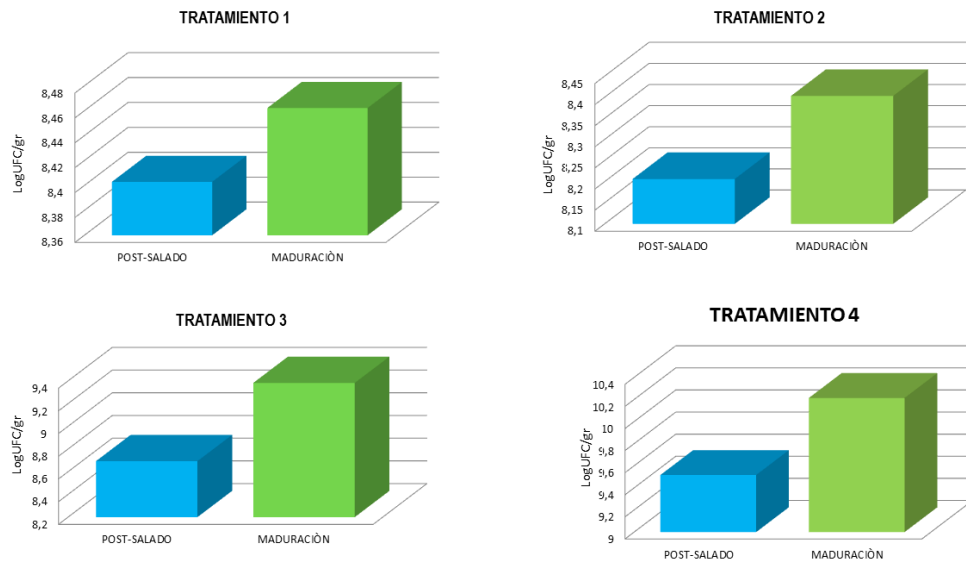 TRATAMIENTO 1
LogUFC/gr
8,48
8,46
8,44
8,42
8,4
8,38
8,36
POST-SALADO MADURACIÒN
TRATAMIENTO 2
LogUFC/gr
8,45
8,4
8,35
8,3
8,25
8,2
8,15
8,1
POST-SALADO MADURACIÒN
TRATAMIENTO 3
LogUFC/gr
9,4
9,2
9
8,8
8,6
8,4
8,2
POST-SALADO MADURACIÒN
TRATAMIENTO 4
LogUFC/gr
10,4
10,2
10
9,8
9,6
9,4
9,2
9
POST-SALADO MADURACIÒN